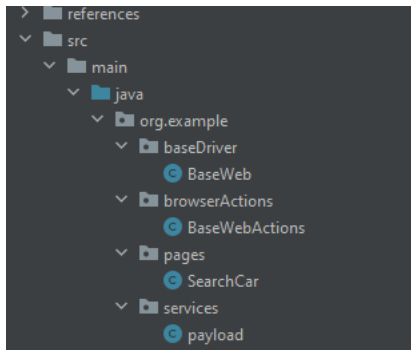 references
src
main
java
org.example
baseDriver
BaseWeb
browserActions
BaseWebActions
pages
SearchCar
services
payload